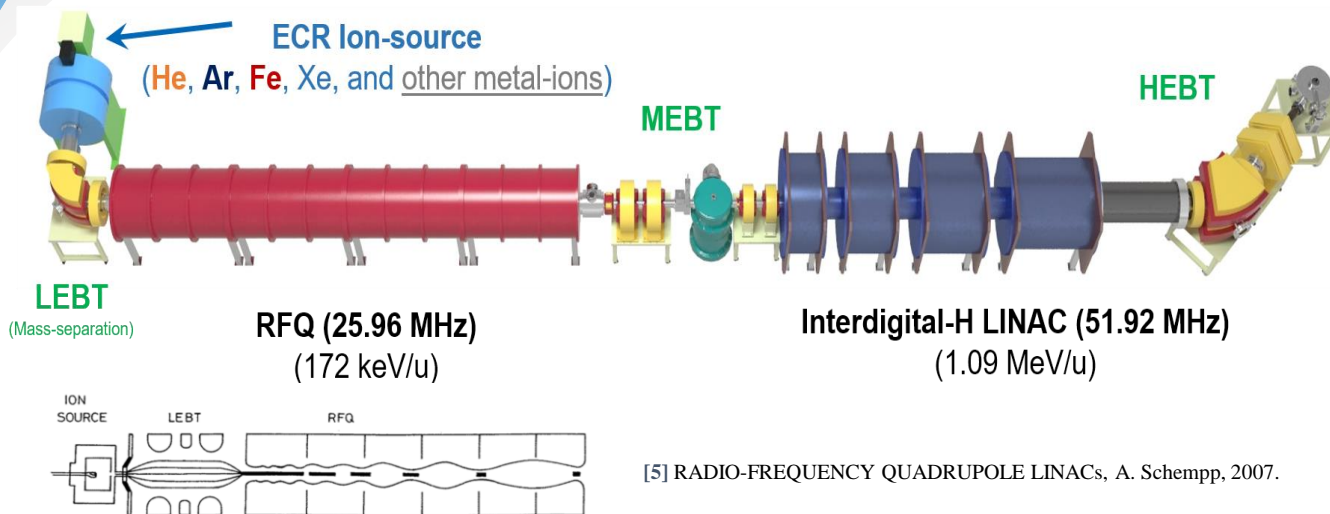 ECR Ion-source
(He, Ar, Fe, Xe, and other metal-ions)
HEBT
MEBT
LEBT
(Mass-separation)
RFQ (25.96 MHz)
(172 keV/u)
Interdigital-H LINAC (51.92 MHz)
(1.09 MeV/u)
ION
SOURCE
LEBT
RFQ
[5] RADIO-FREQUENCY QUADRUPOLE LINACs, A. Schempp, 2007.